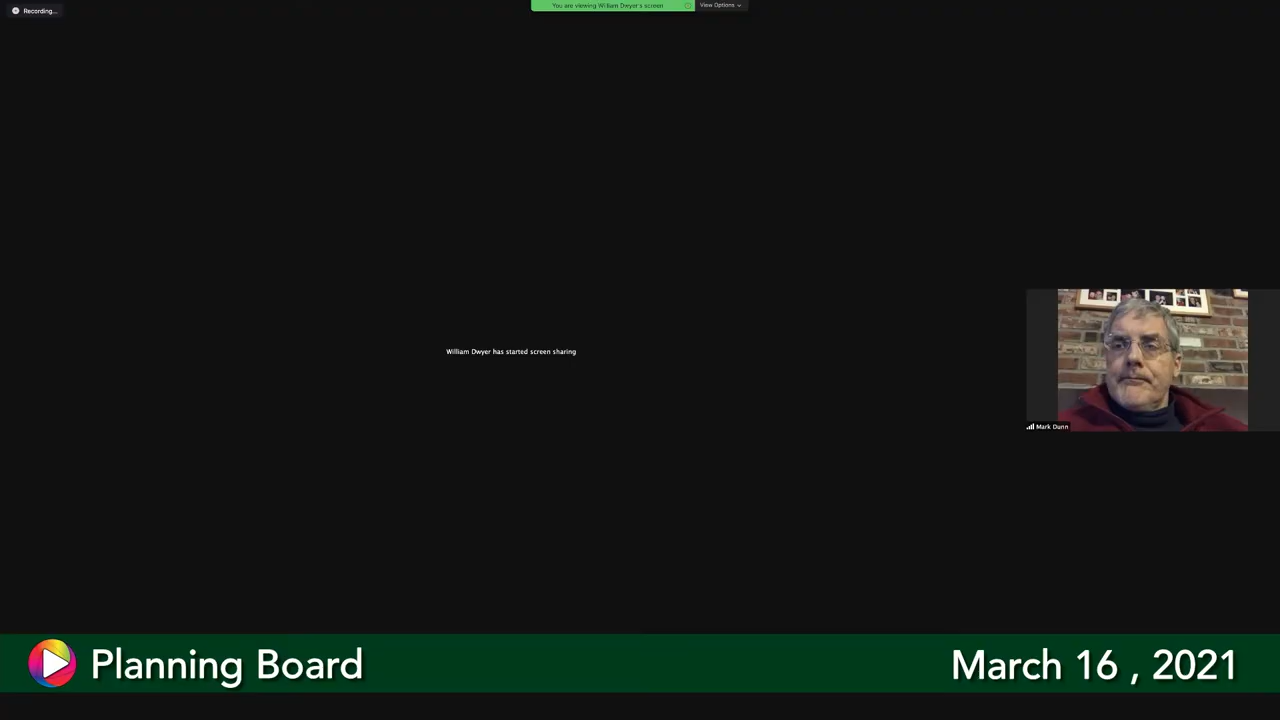 Recording...
You are viewing William Dwyer's screen
View Options
William Dwyer has started screen sharing
Mark Dunn
Planning Board
March 16 , 2021